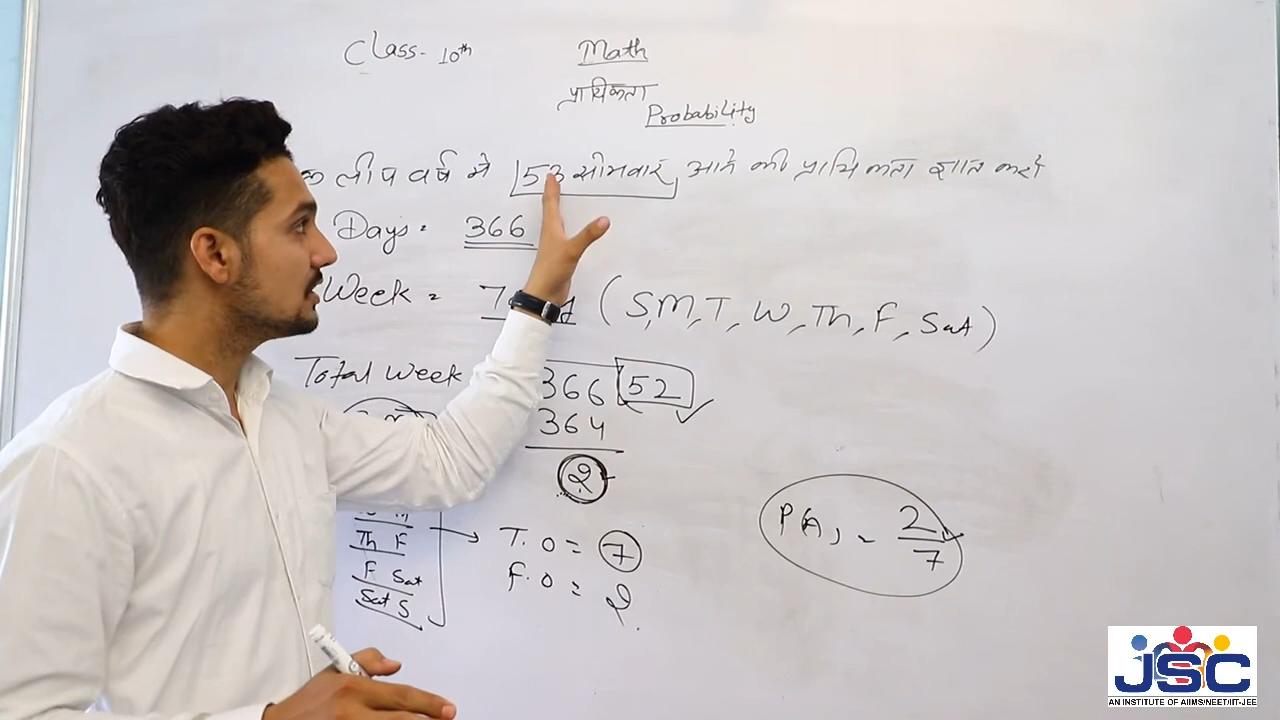 Class- 10th Math
प्रायिकता
Probability
लीप वर्ष मे 53 सोमवार आने की प्रायिकता ज्ञात करो
Days = 366
Week = 7 (S, M, T, W, Th, F, Sat)
Total week 366 52
364
2
Th F
F Sat
Sat S
T. O = 7
F. O = 2
P(A) = 2/7
JSC
AN INSTITUTE OF AIIMS/NEET/IIT-JEE